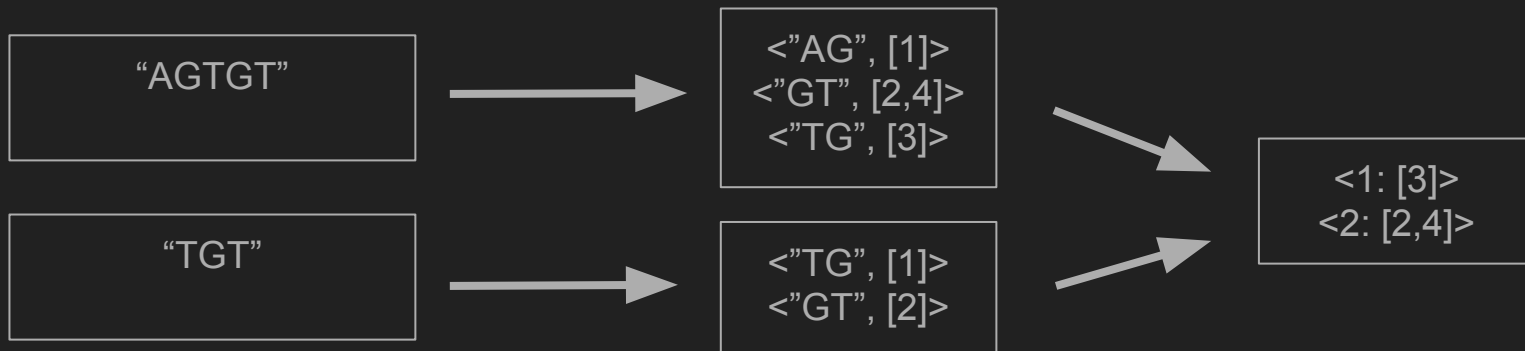 “AGTGT”
<”AG”, [1]>
<”GT”, [2,4]>
<”TG”, [3]>
“TGT”
<”TG”, [1]>
<”GT”, [2]>
<1: [3]>
<2: [2,4]>